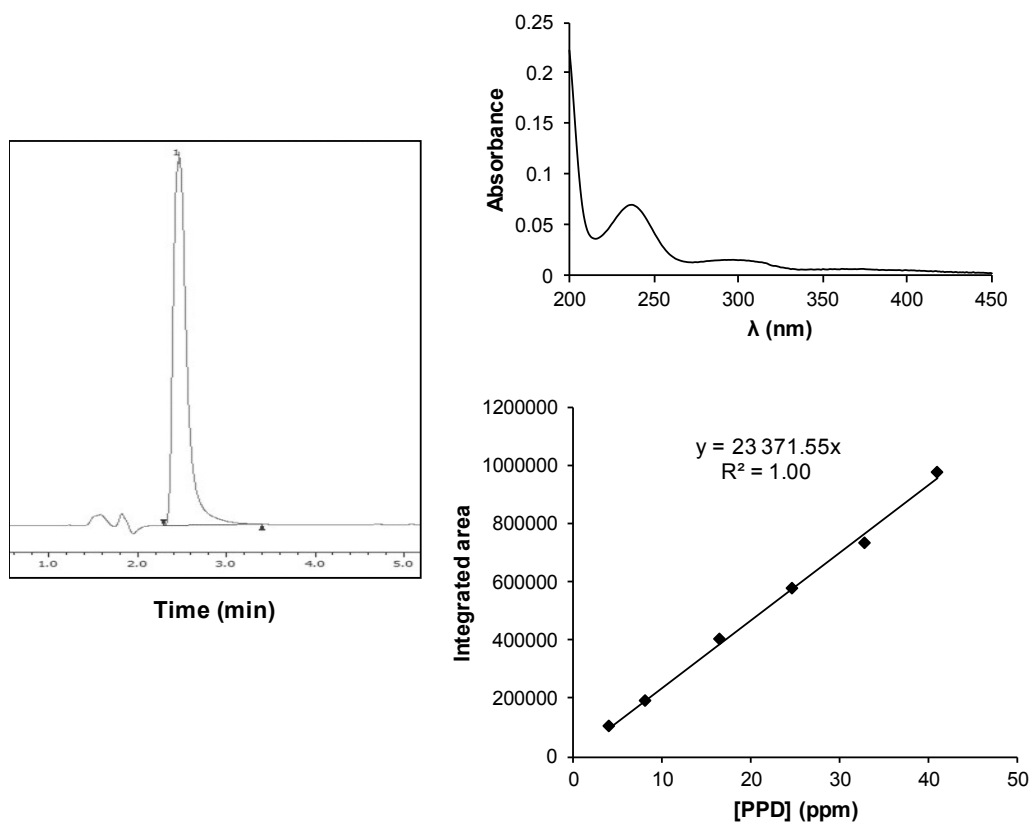 1
1.0 2.0 3.0 4.0 5.0
Time (min)
0.25
0.2
0.15
0.1
0.05
0
Absorbance
200 250 300 350 400 450
λ (nm)
1200000
1000000
800000
600000
400000
200000
0
Integrated area
y = 23 371.55x
R² = 1.00
0 10 20 30 40 50
[PPD] (ppm)